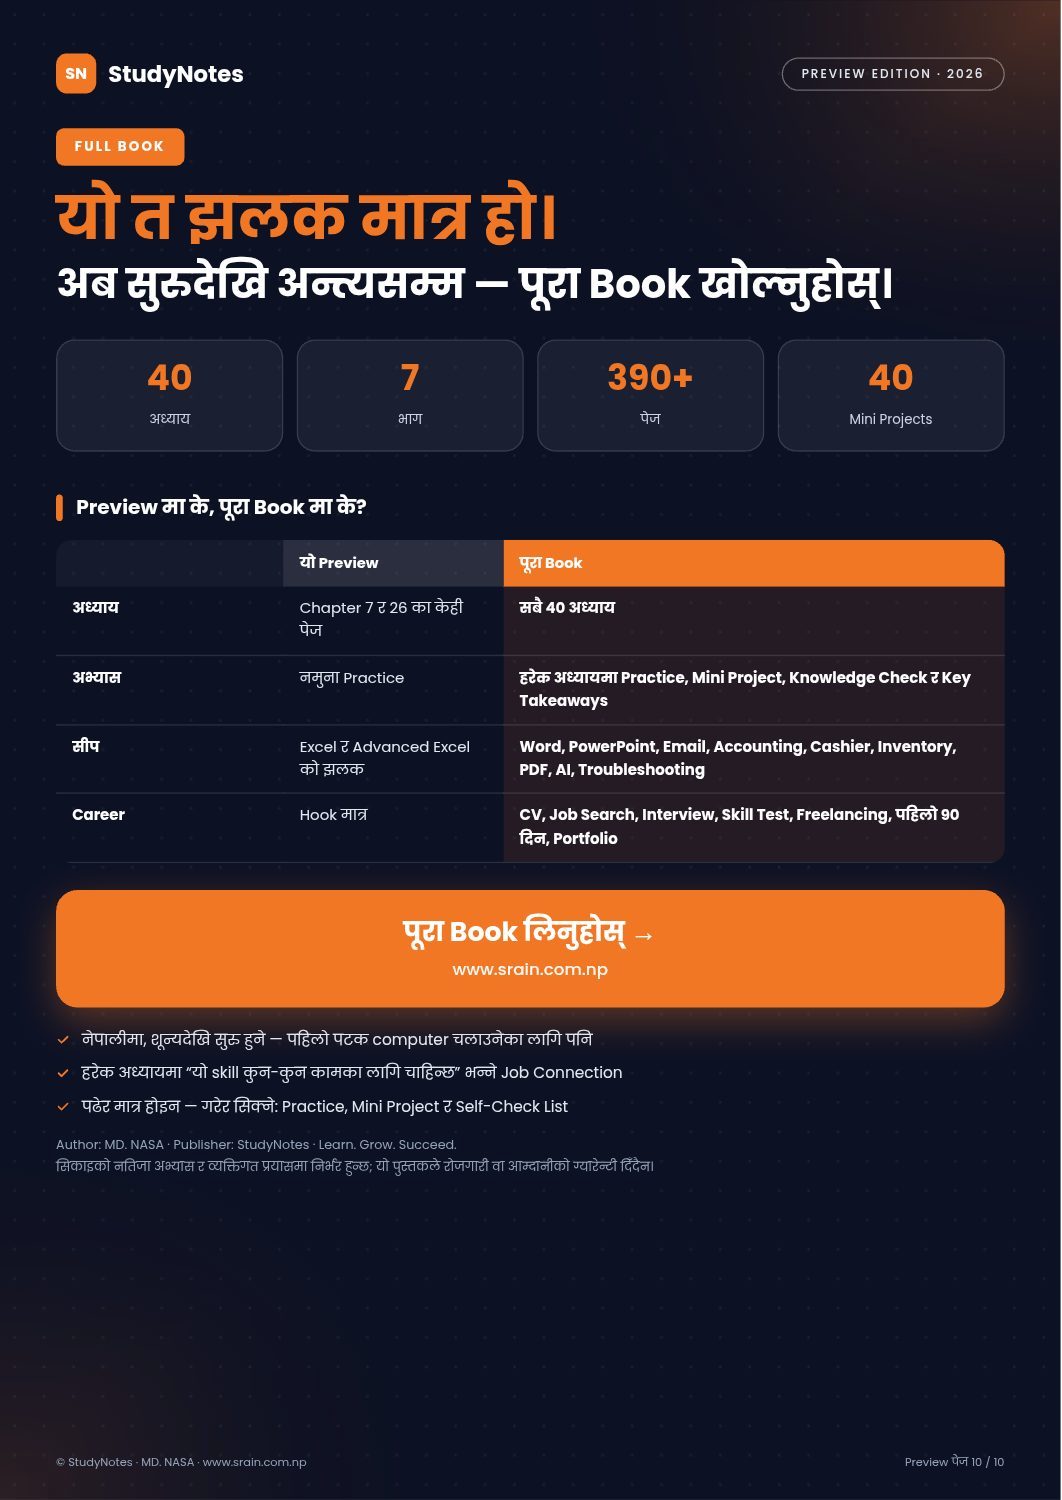 SN StudyNotes
PREVIEW EDITION · 2026
FULL BOOK
यो त झलक मात्र हो।
अब सुरुदेखि अन्त्यसम्म — पूरा Book खोल्नुहोस्।
40 7 390+ 40
अध्याय भाग पेज Mini Projects
Preview मा के, पूरा Book मा के?
यो Preview पूरा Book
अध्याय Chapter 7 र 26 का केही सबै 40 अध्याय
पेज
अभ्यास नमुना Practice हरेक अध्यायमा Practice, Mini Project, Knowledge Check र Key
Takeaways
सीप Excel र Advanced Excel Word, PowerPoint, Email, Accounting, Cashier, Inventory,
को झलक PDF, AI, Troubleshooting
Career Hook मात्र CV, Job Search, Interview, Skill Test, Freelancing, पहिलो 90
दिन, Portfolio
पूरा Book लिनुहोस् →
www.srain.com.np
✓ नेपालीमा, शून्यदेखि सुरु हुने — पहिलो पटक computer चलाउनेका लागि पनि
✓ हरेक अध्यायमा “यो skill कुन-कुन कामका लागि चाहिन्छ” भन्ने Job Connection
✓ पढेर मात्र होइन — गरेर सिक्ने: Practice, Mini Project र Self-Check List
Author: MD. NASA · Publisher: StudyNotes · Learn. Grow. Succeed.
सिकाइको नतिजा अभ्यास र व्यक्तिगत प्रयासमा निर्भर हुन्छ; यो पुस्तकले रोजगारी वा आम्दानीको ग्यारेन्टी दिँदैन।
© StudyNotes · MD. NASA · www.srain.com.np
Preview पेज 10 / 10